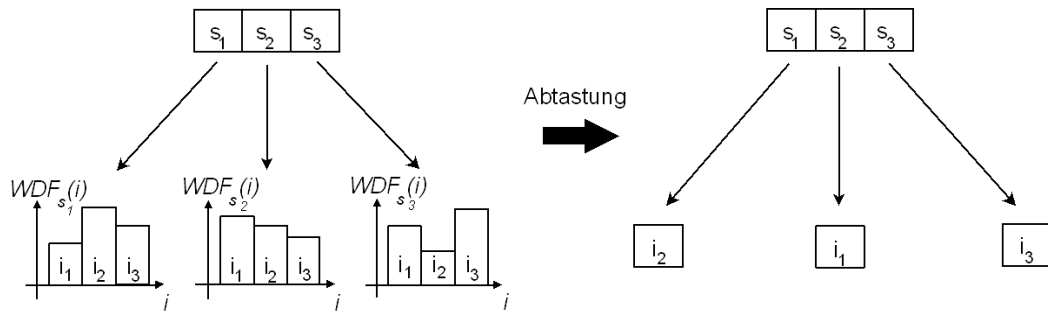 s₁ s₂ s₃
s₁ s₂ s₃
Abtastung
WDFₛ₁(i)
WDFₛ₂(i)
WDFₛ₃(i)
i₁ i₂ i₃ i
i₁ i₂ i₃ i
i₁ i₂ i₃ i
i₂
i₁
i₃